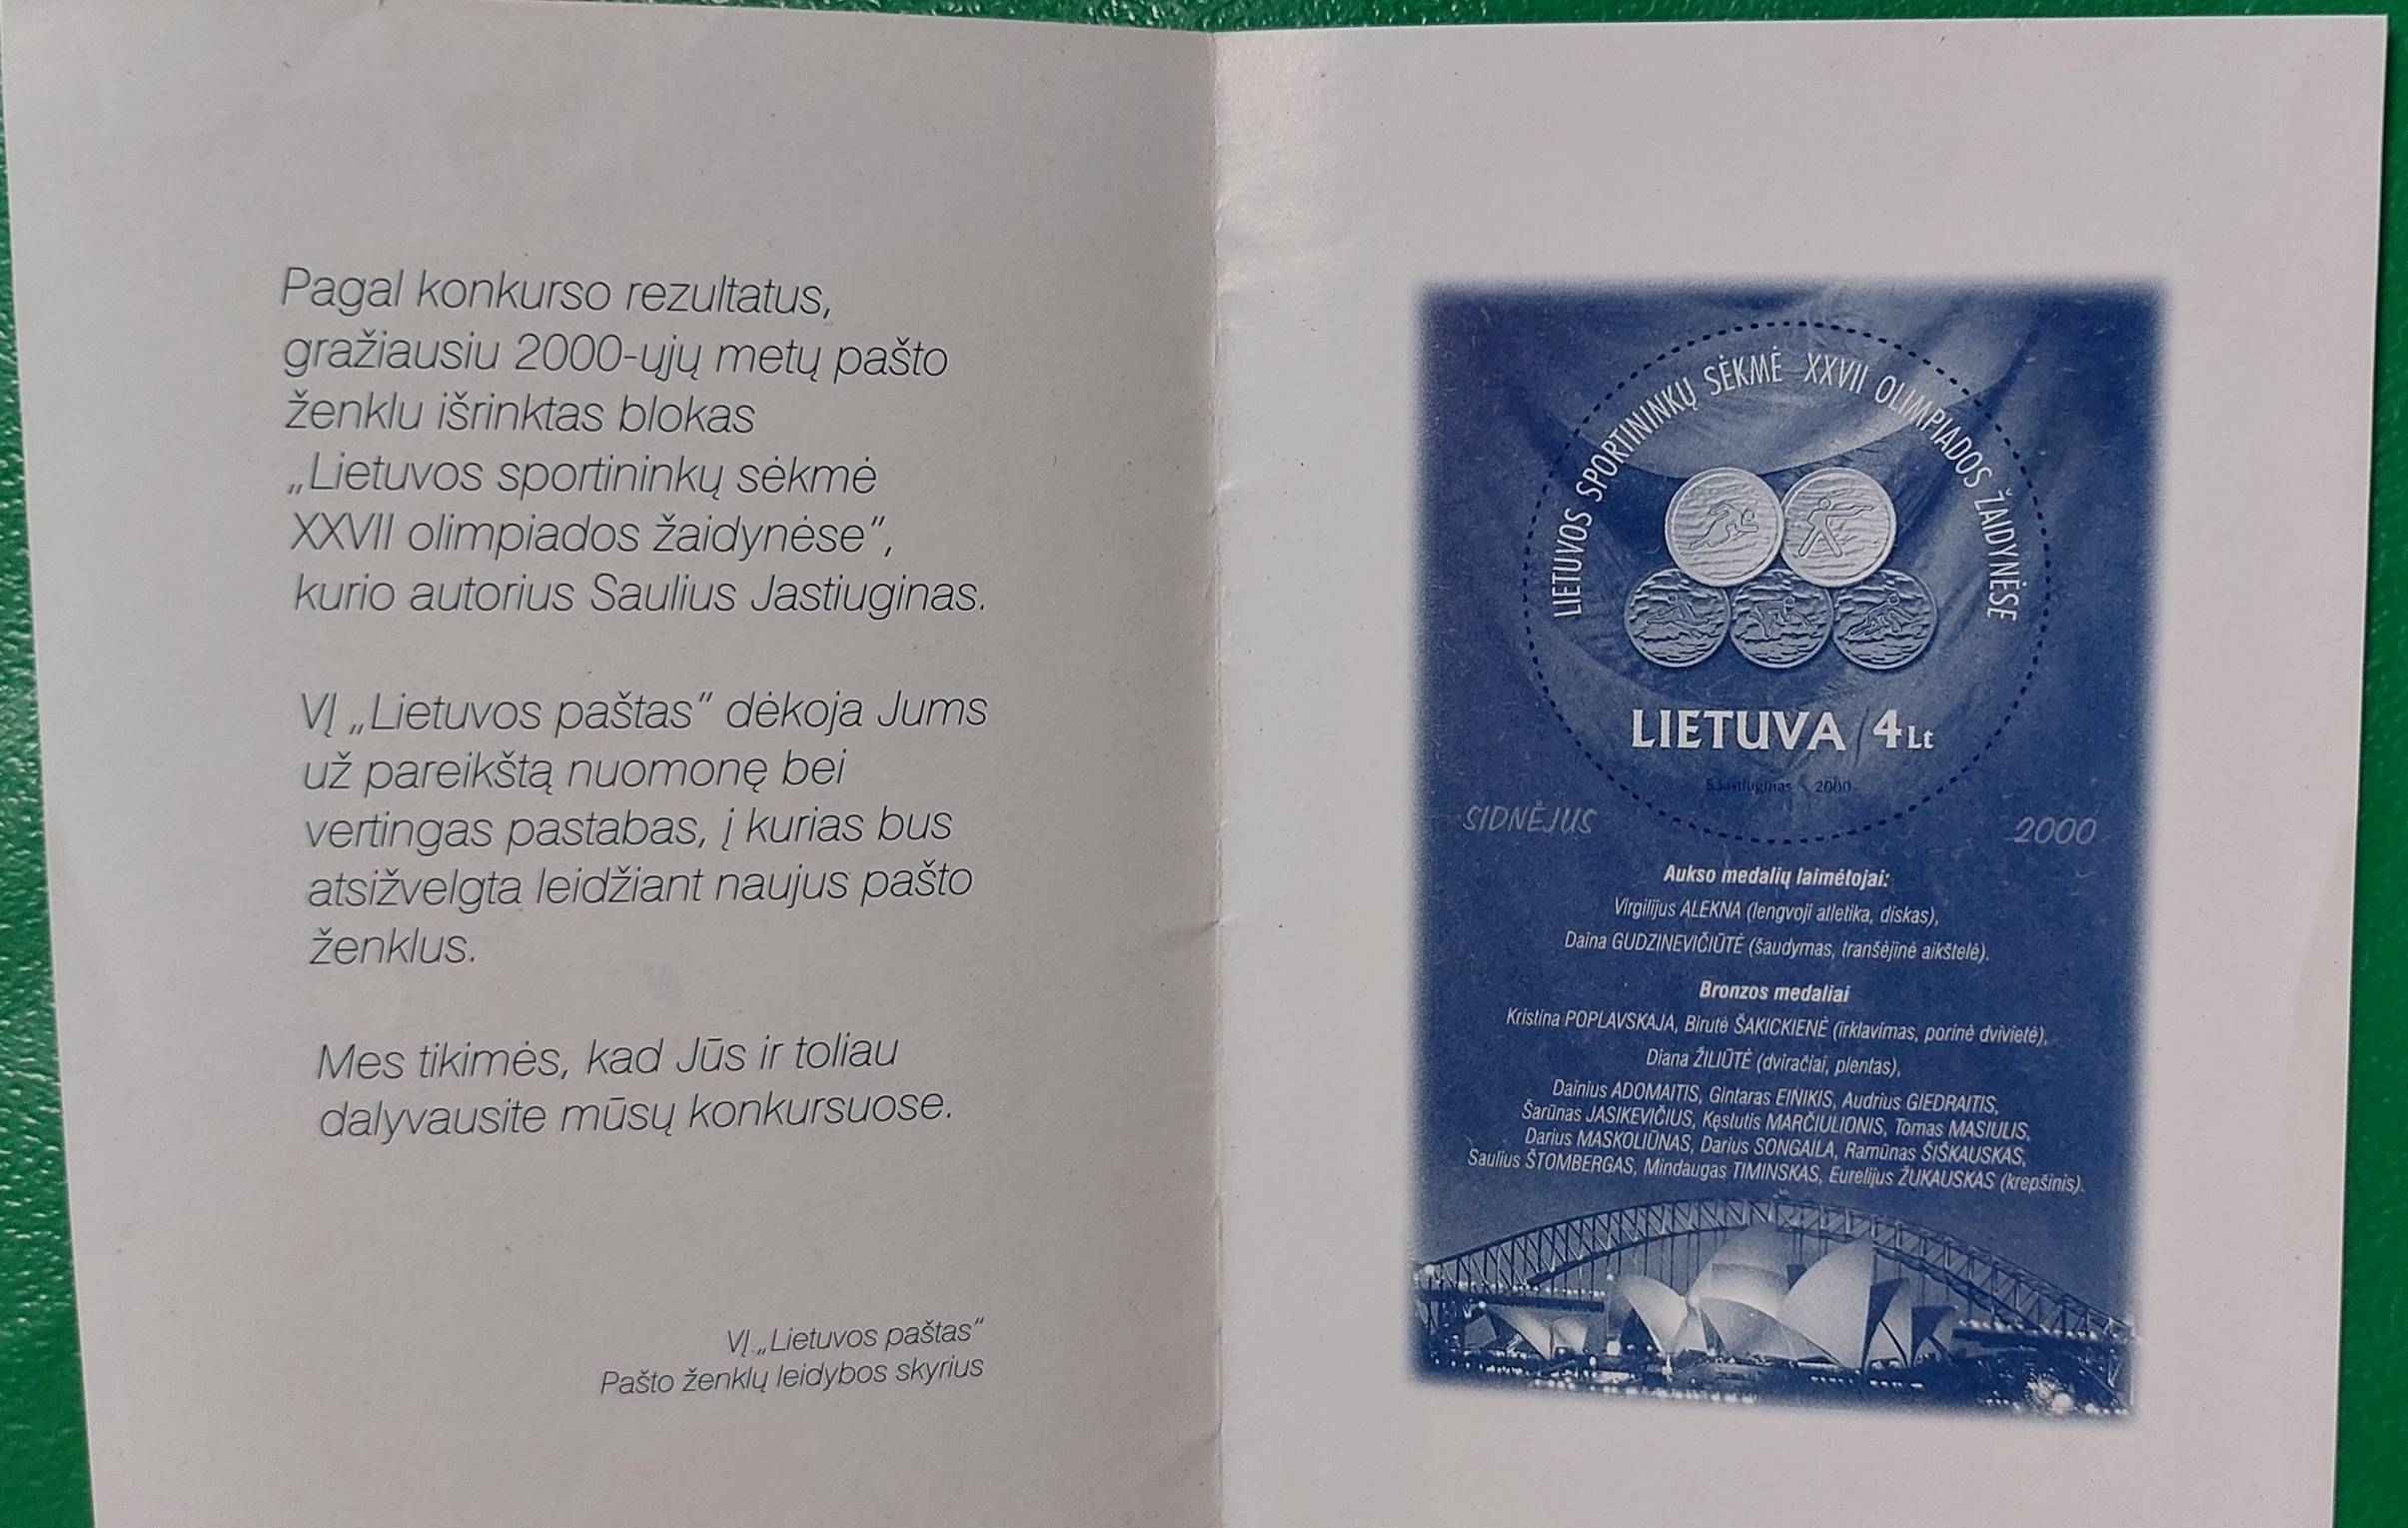 Pagal konkurso rezultatus,
gražiausiu 2000-ųjų metų pašto
ženklu išrinktas blokas
„Lietuvos sportininkų sėkmė
XXVII olimpiados žaidynėse“,
kurio autorius Saulius Jastiuginas.
VĮ „Lietuvos paštas“ dėkoja Jums
už pareikštą nuomonę bei
vertingas pastabas, į kurias bus
atsižvelgta leidžiant naujus pašto
ženklus.
Mes tikimės, kad Jūs ir toliau
dalyvausite mūsų konkursuose.
VĮ „Lietuvos paštas“
Pašto ženklų leidybos skyrius
LIETUVOS SPORTININKŲ SĖKMĖ XXVII OLIMPIADOS ŽAIDYNĖSE
LIETUVA 4Lt
S.Jastiuginas 2000
SIDNĖJUS 2000
Aukso medalių laimėtojai:
Virgilijus ALEKNA (lengvoji atletika, diskas),
Daina GUDZINEVIČIŪTĖ (šaudymas, tranšėjinė aikštelė).
Bronzos medaliai
Kristina POPLAVSKAJA, Birutė ŠAKICKIENĖ (irklavimas, porinė dvivietė),
Diana ŽILIŪTĖ (dviračiai, plentas),
Dainius ADOMAITIS, Gintaras EINIKIS, Audrius GIEDRAITIS,
Šarūnas JASIKEVIČIUS, Kęstutis MARČIULIONIS, Tomas MASIULIS,
Darius MASKOLIŪNAS, Darius SONGAILA, Ramūnas ŠIŠKAUSKAS,
Saulius ŠTOMBERGAS, Mindaugas TIMINSKAS, Eurelijus ŽUKAUSKAS (krepšinis).